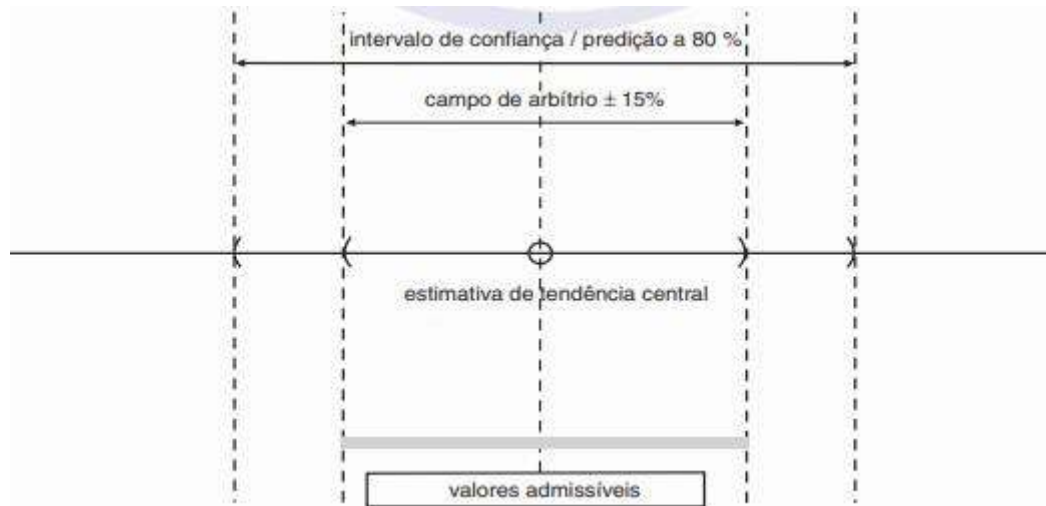 intervalo de confiança / predição a 80 %
campo de arbítrio ± 15%
estimativa de tendência central
valores admissíveis